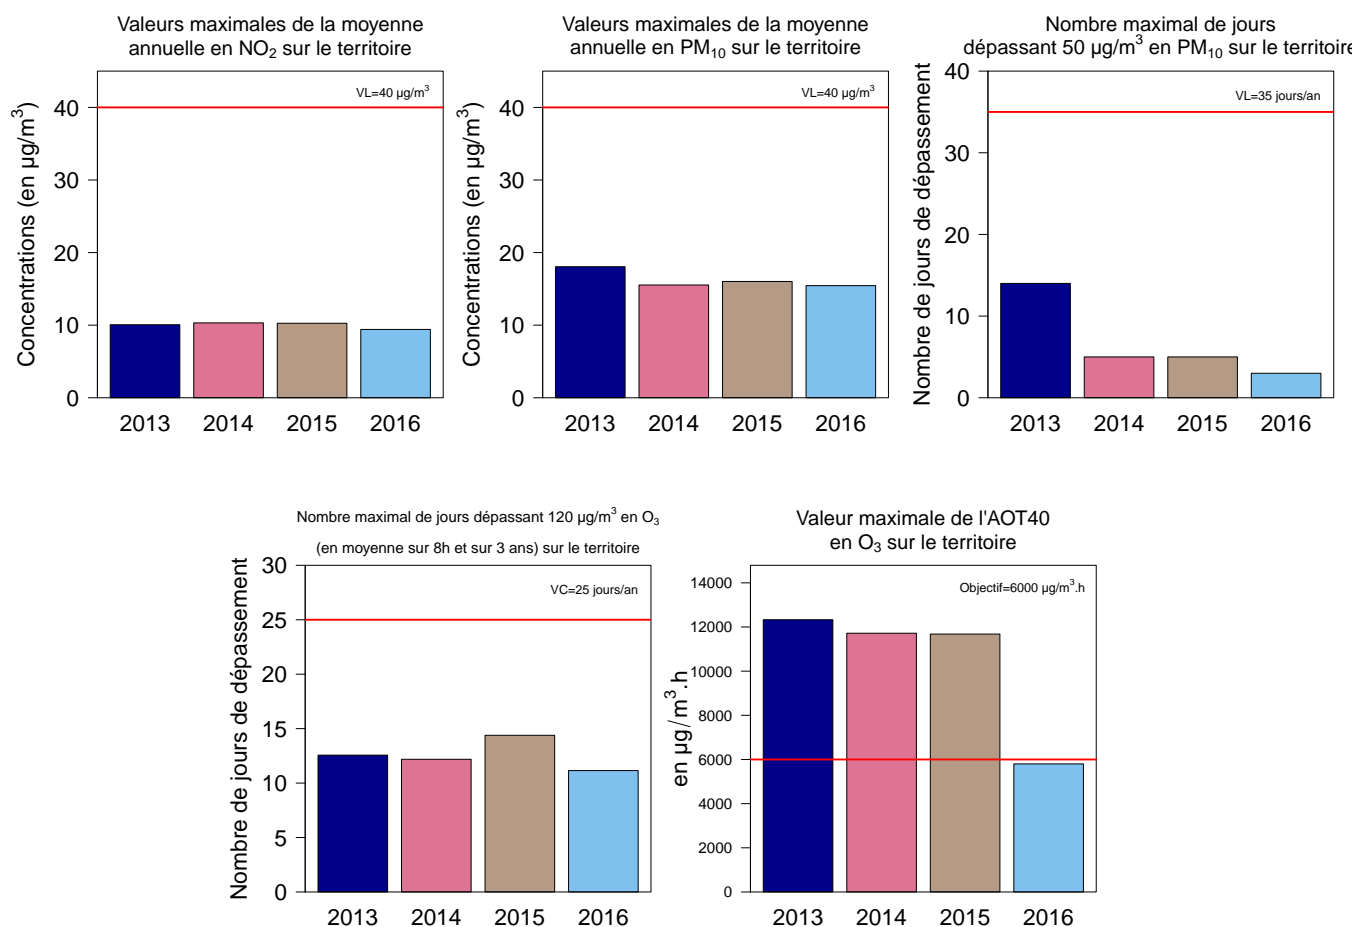 Valeurs maximales de la moyenne
annuelle en NO₂ sur le territoire
Concentrations (en µg/m³)
40
30
20
10
0
VL=40 µg/m³
2013 2014 2015 2016
Valeurs maximales de la moyenne
annuelle en PM₁₀ sur le territoire
Concentrations (en µg/m³)
40
30
20
10
0
VL=40 µg/m³
2013 2014 2015 2016
Nombre maximal de jours
dépassant 50 µg/m³ en PM₁₀ sur le territoire
Nombre de jours de dépassement
40
30
20
10
0
VL=35 jours/an
2013 2014 2015 2016
Nombre maximal de jours dépassant 120 µg/m³ en O₃
(en moyenne sur 8h et sur 3 ans) sur le territoire
Nombre de jours de dépassement
30
25
20
15
10
5
0
VC=25 jours/an
2013 2014 2015 2016
Valeur maximale de l'AOT40
en O₃ sur le territoire
en µg/m³.h
14000
12000
10000
8000
6000
4000
2000
0
Objectif=6000 µg/m³.h
2013 2014 2015 2016